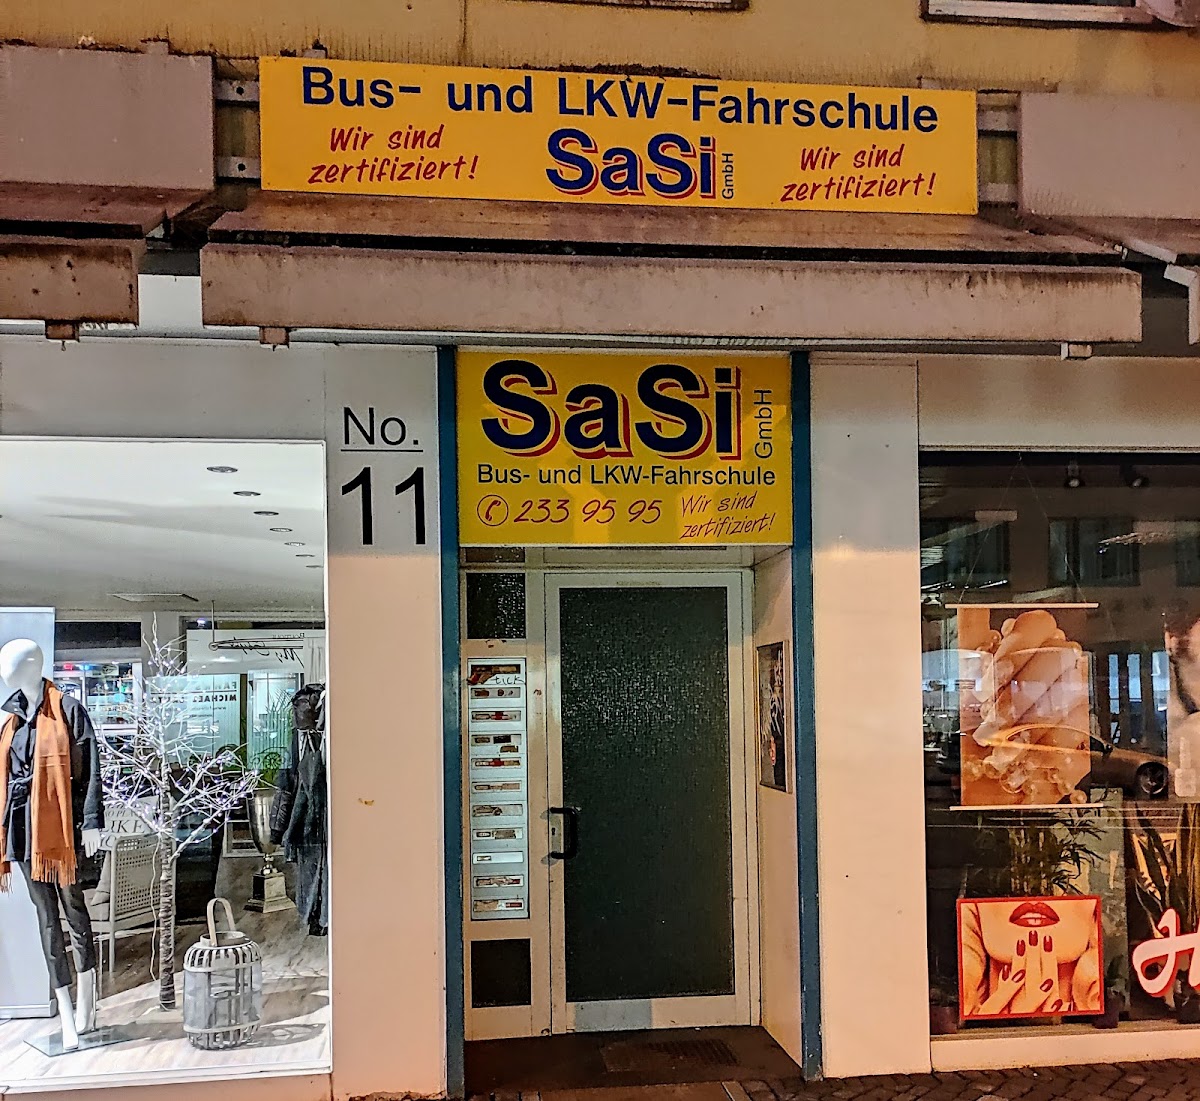 Bus- und LKW-Fahrschule
Wir sind
zertifiziert!
SaSi GmbH
Wir sind
zertifiziert!
No.
11
SaSi GmbH
Bus- und LKW-Fahrschule
233 95 95
Wir sind
zertifiziert!
MICHAEL